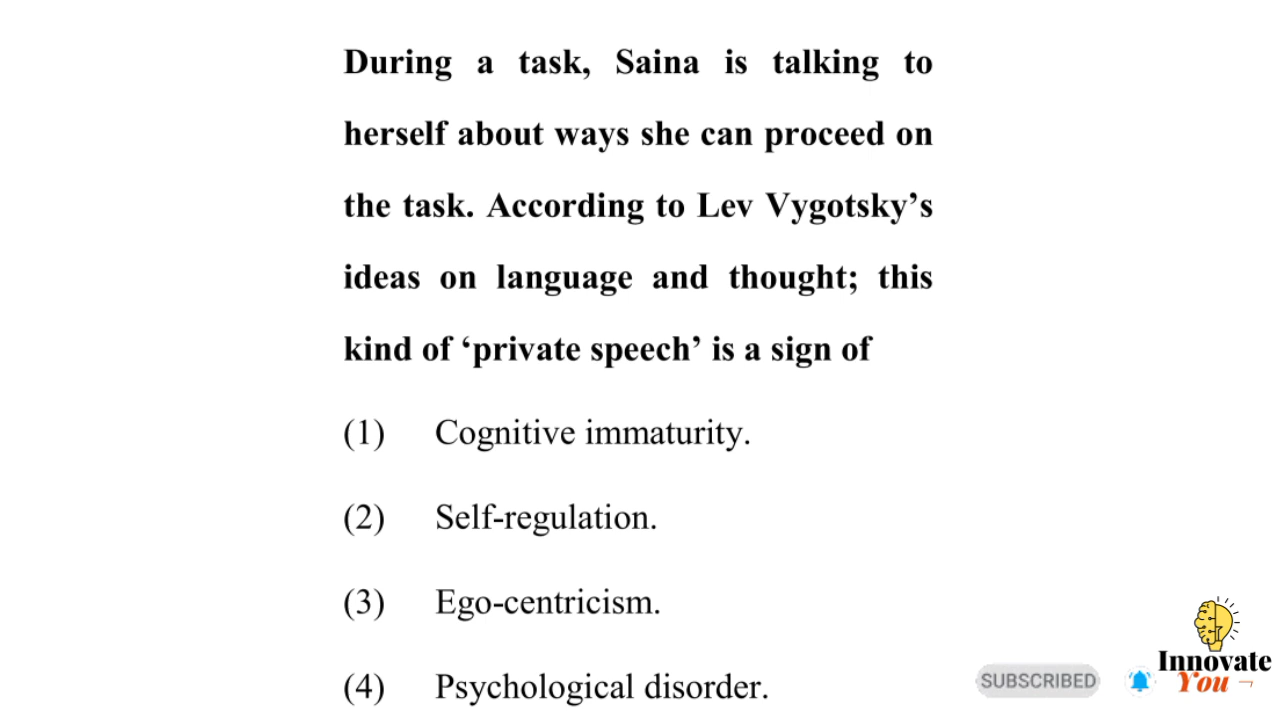 During a task, Saina is talking to
herself about ways she can proceed on
the task. According to Lev Vygotsky’s
ideas on language and thought; this
kind of ‘private speech’ is a sign of
(1) Cognitive immaturity.
(2) Self-regulation.
(3) Ego-centricism.
(4) Psychological disorder.
SUBSCRIBED
Innovate
You